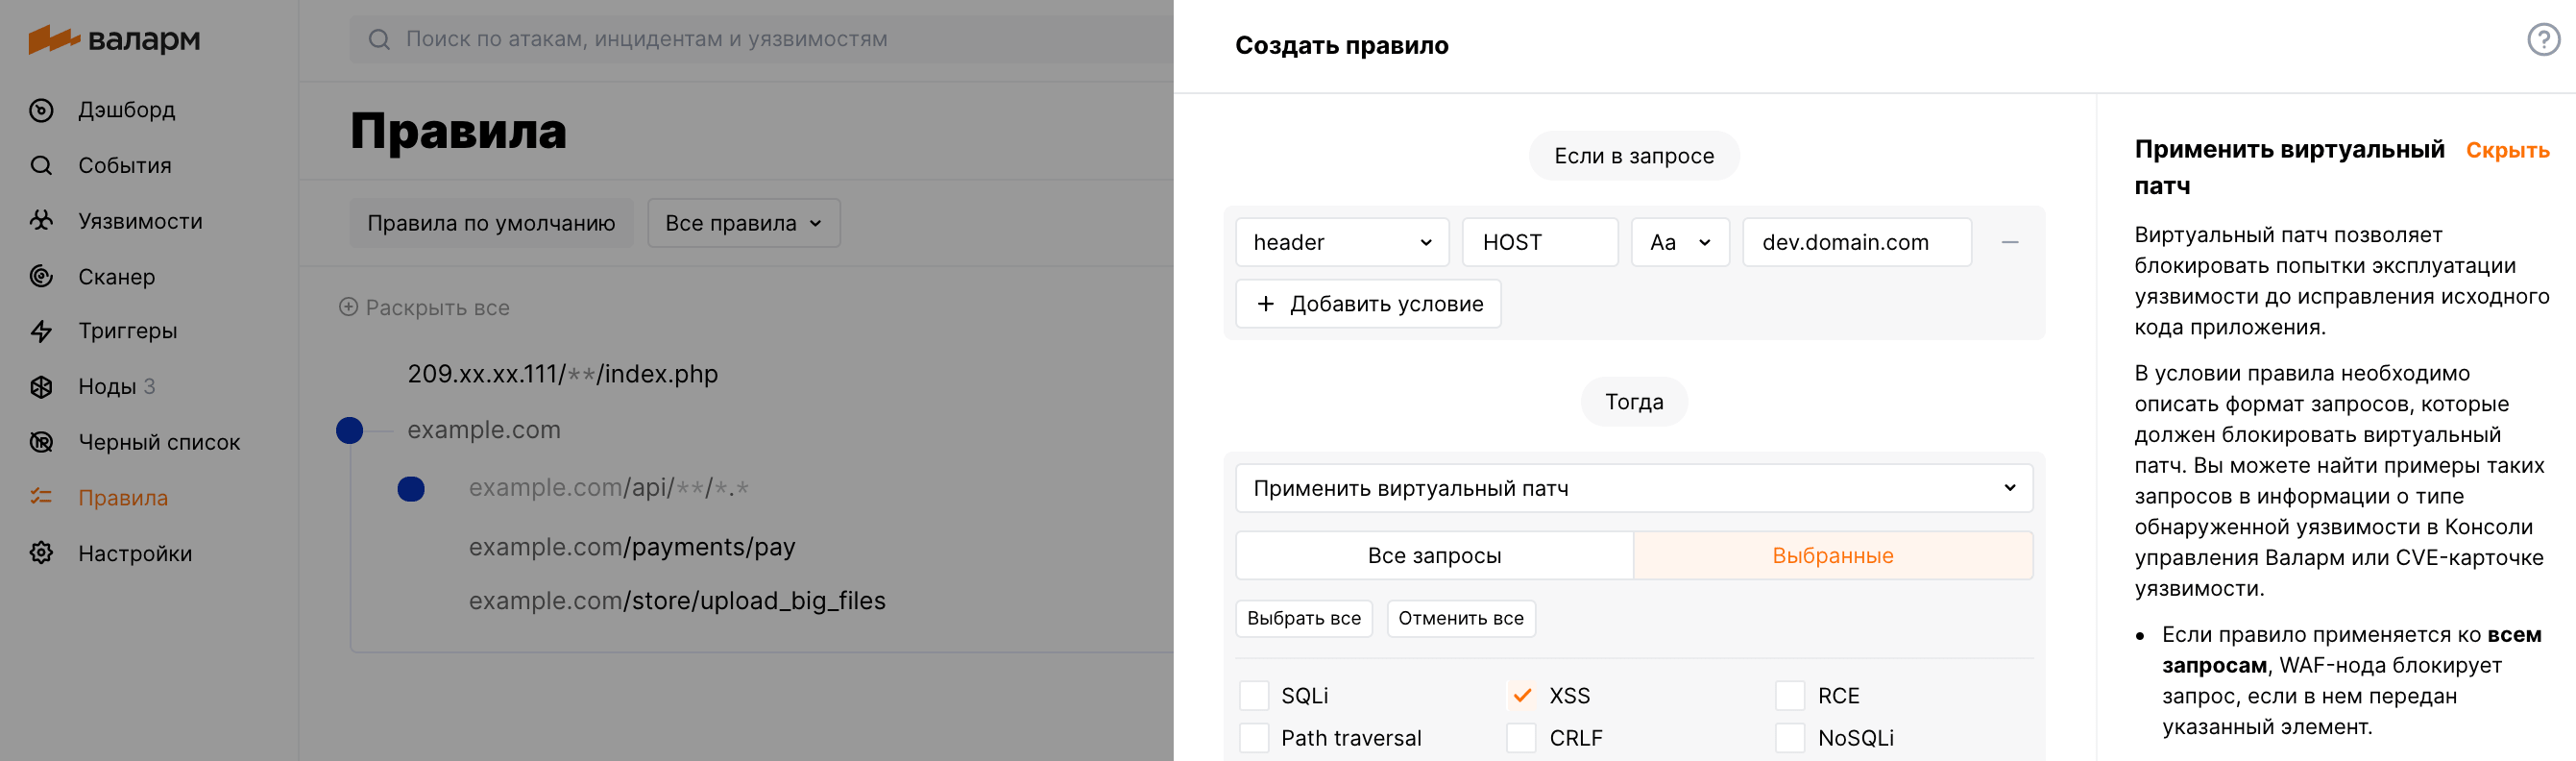 валарм
Дэшборд
События
Уязвимости
Сканер
Триггеры
Ноды 3
Черный список
Правила
Настройки
Поиск по атакам, инцидентам и уязвимостям
Правила
Правила по умолчанию
Все правила
Раскрыть все
209.xx.xx.111/**/index.php
example.com
example.com/api/**/*.*
example.com/payments/pay
example.com/store/upload_big_files
Создать правило
Если в запросе
header
HOST
Aa
dev.domain.com
+ Добавить условие
Тогда
Применить виртуальный патч
Все запросы
Выбранные
Выбрать все
Отменить все
SQLi
XSS
RCE
Path traversal
CRLF
NoSQLi
?
Применить виртуальный Скрыть
патч
Виртуальный патч позволяет
блокировать попытки эксплуатации
уязвимости до исправления исходного
кода приложения.
В условии правила необходимо
описать формат запросов, которые
должен блокировать виртуальный
патч. Вы можете найти примеры таких
запросов в информации о типе
обнаруженной уязвимости в Консоли
управления Валарм или CVE-карточке
уязвимости.
• Если правило применяется ко всем
запросам, WAF-нода блокирует
запрос, если в нем передан
указанный элемент.